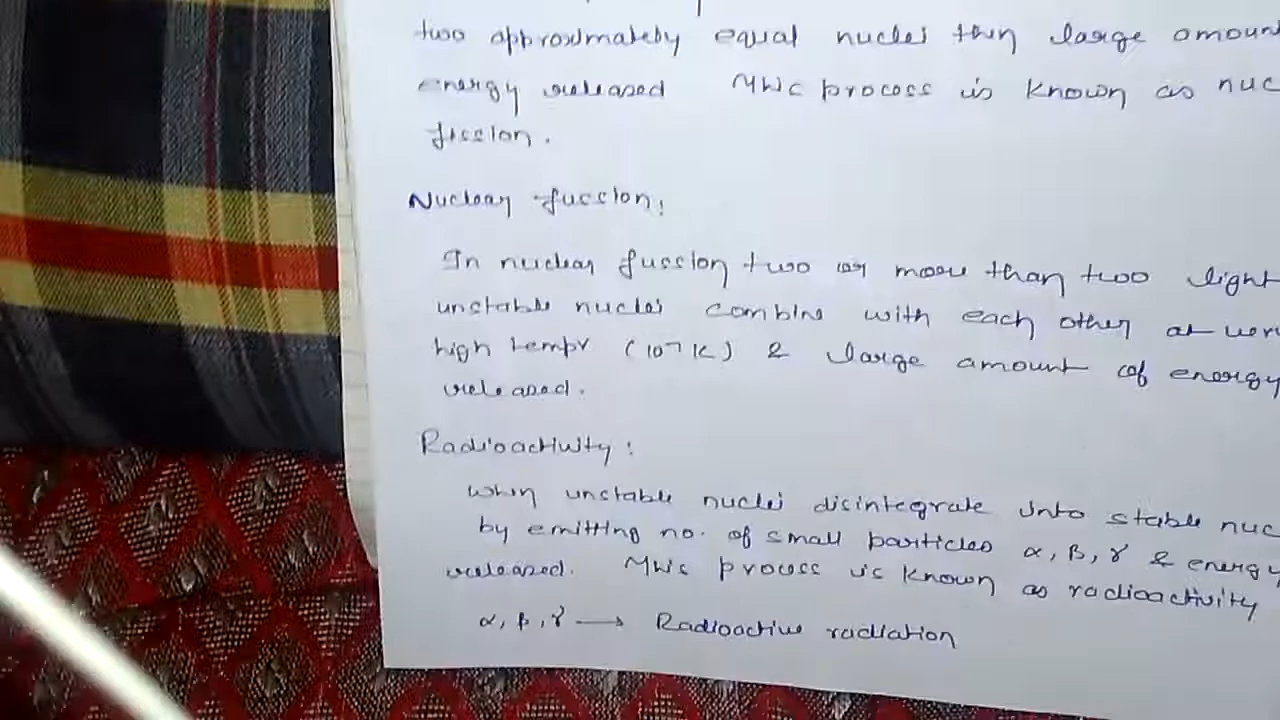 two approximately equal nuclei then large amoun
energy released This process is known as nuc
fission.
Nuclear fussion:
In nuclear fussion two or more than two light
unstable nuclei combine with each other at ver
high tempr (10⁷ K) & large amount of energy
released.
Radioactivity:
When unstable nuclei disintegrate into stable nuc
by emitting no. of small particles α, β, γ & energy
released. This process is known as radioactivity
α, β, γ ⟶ Radioactive radiation